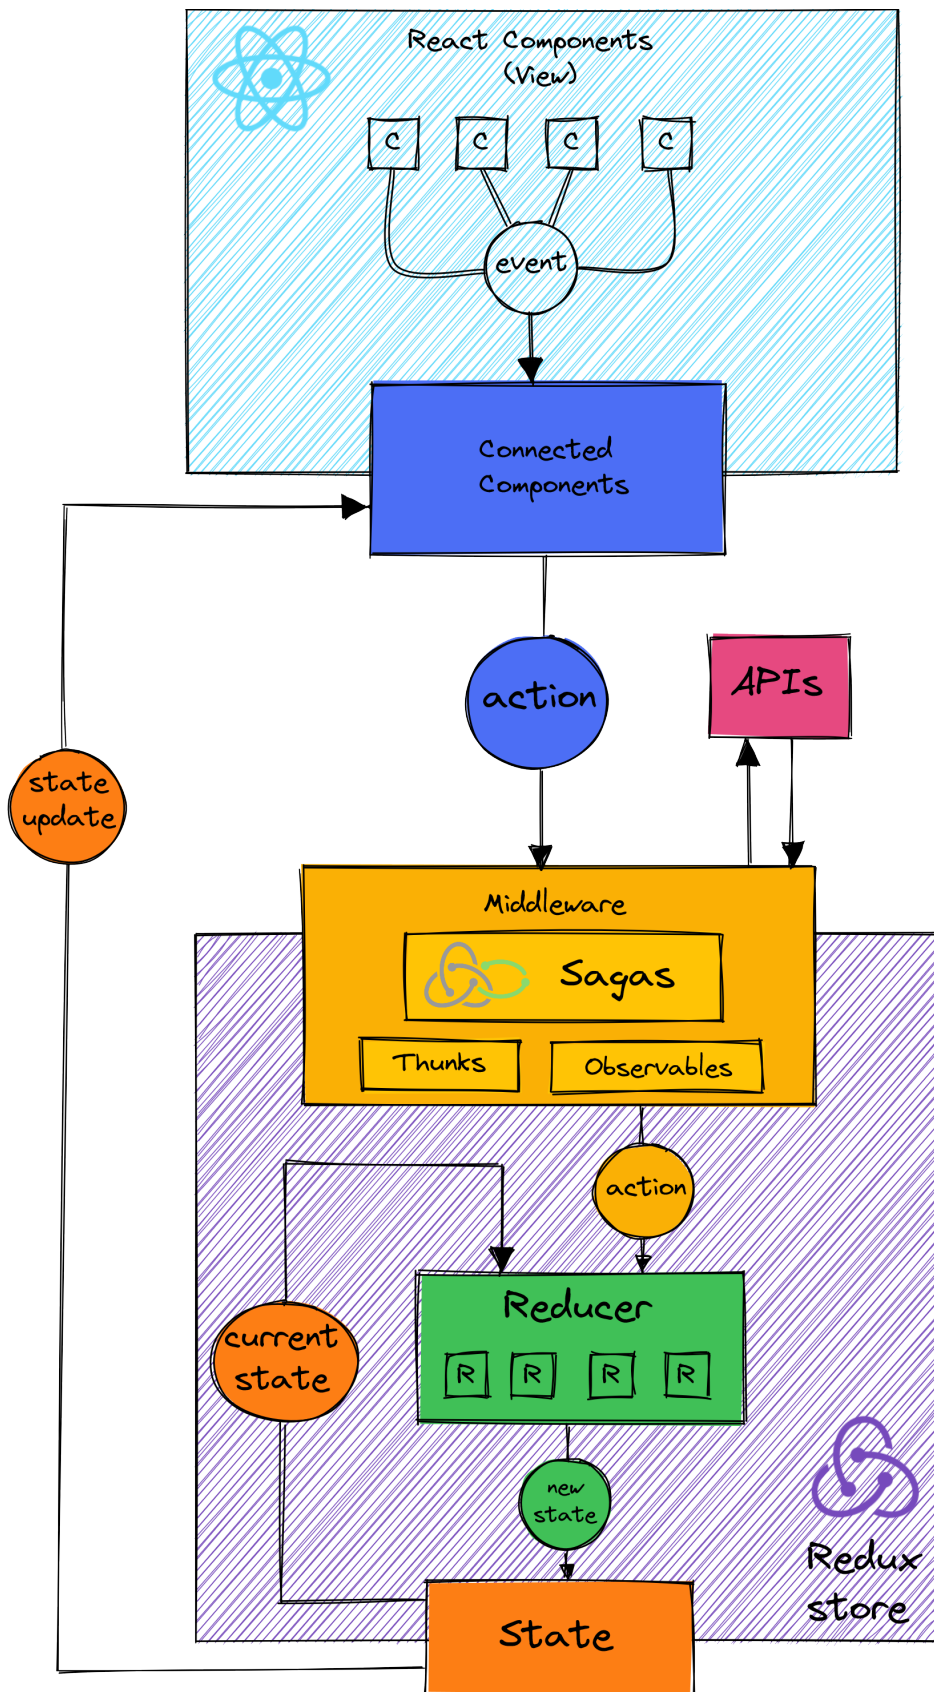 React Components
(View)
C
C
C
C
event
Connected
Components
action
APIs
state
update
Middleware
Sagas
Thunks
Observables
action
Reducer
R
R
R
R
current
state
new
state
Redux
store
State